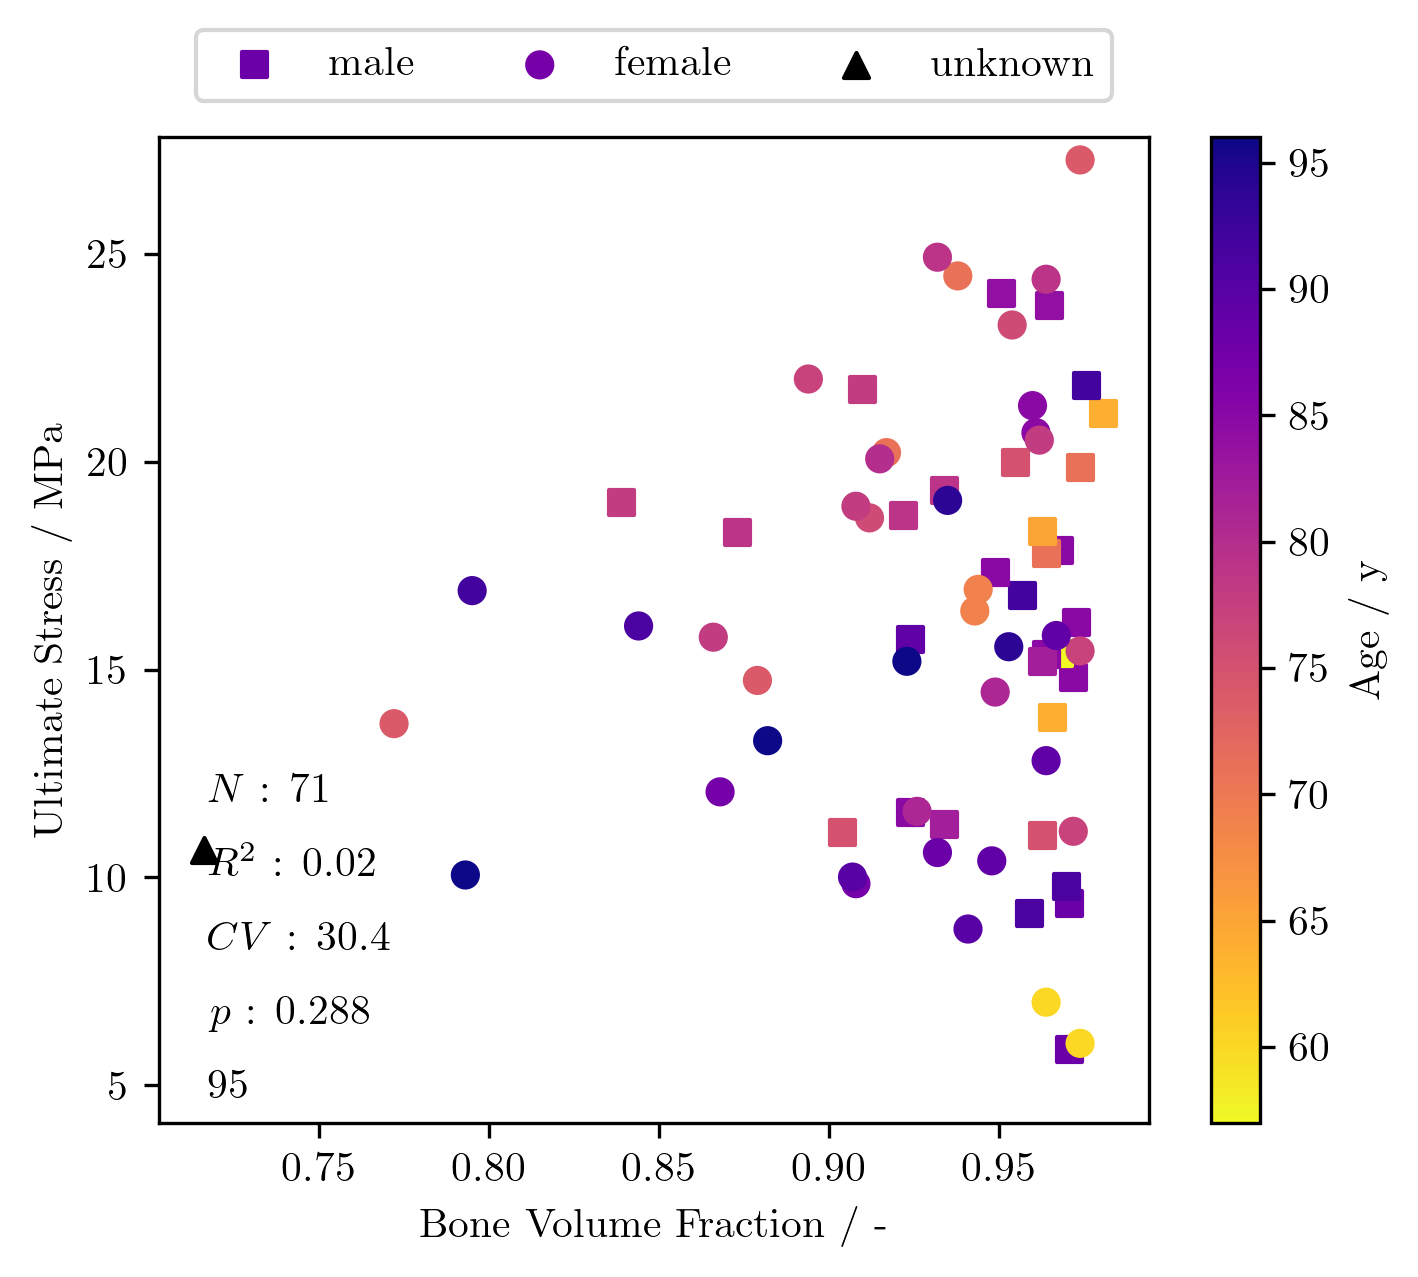 male female unknown
25
20
15
10
5
Ultimate Stress / MPa
N : 71
R² : 0.02
CV : 30.4
p : 0.288
95
0.75 0.80 0.85 0.90 0.95
Bone Volume Fraction / -
95
90
85
80
75
70
65
60
Age / y